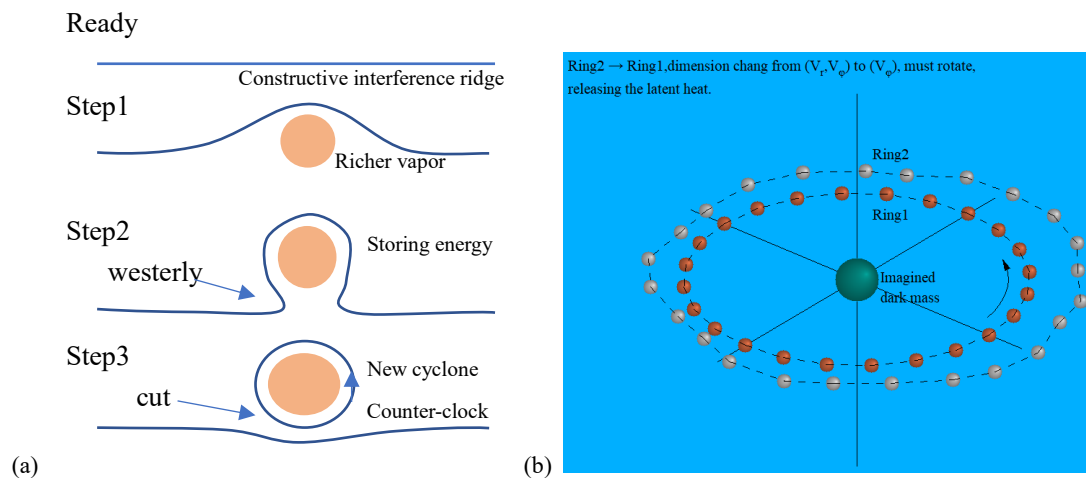 Ready
Constructive interference ridge
Step1
Richer vapor
Step2
Storing energy
westerly
Step3
New cyclone
cut
Counter-clock
(a)
Ring2 → Ring1,dimension chang from (Vr,Vφ) to (Vφ), must rotate,
releasing the latent heat.
Ring2
Ring1
Imagined
dark mass
(b)